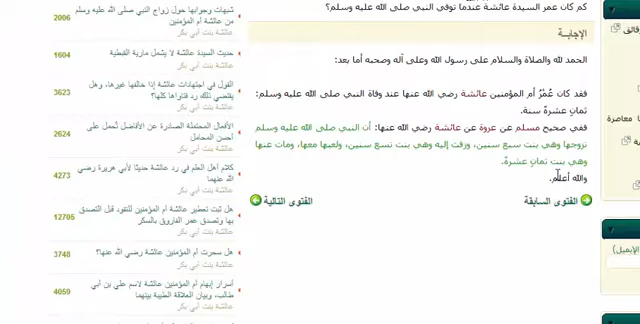 كم كان عمر السيدة عائشة عندما توفى النبي صلى الله عليه وسلم؟
الإجابــة
الحمد لله والصلاة والسلام على رسول الله وعلى آله وصحبه أما بعد:
فقد كان عُمُرُ أم المؤمنين عائشة رضي الله عنها عند وفاة النبي صلى الله عليه وسلم:
ثمان عشرة سنة.
ففي صحيح مسلم عن عروة عن عائشة رضي الله عنها: أن النبي صلى الله عليه وسلم
تزوجها وهي بنت سبع سنين، وزفت إليه وهي بنت تسع سنين، ولعبها معها، ومات عنها
وهي بنت ثمان عشرة.
والله أعلم.
الفتوى السابقة
الفتوى التالية
شبهات وجوابها حول زواج النبي صلى الله عليه وسلم
من عائشة أم المؤمنين
2006
عائشة بنت أبي بكر
حديث السيدة عائشة لا يشمل مارية القبطية
1604
عائشة بنت أبي بكر
القول في اجتهادات عائشة إذا خالفها غيرها، وهل
يقتضي ذلك رد فتاواها كلها؟
3623
عائشة بنت أبي بكر
الأفعال المحتملة الصادرة عن الأفاضل تُحمل على
أحسن المحامل
2624
عائشة بنت أبي بكر
كلام أهل العلم في رد عائشة حديثا لأبي هريرة رضي
الله عنهما
4273
عائشة بنت أبي بكر
هل ثبت تعطير عائشة أم المؤمنين للنقود قبل التصدق
بها وتصدق عمر الفاروق بالسكر
12705
عائشة بنت أبي بكر
هل سحرت أم المؤمنين عائشة رضي الله عنها؟
3748
عائشة بنت أبي بكر
أسرار إبهام أم المؤمنين عائشة لاسم علي بن أبي
طالب، وبيان العلاقة الطيبة بينهما
4059
عائشة بنت أبي بكر
معاصرة
(الإيميل)